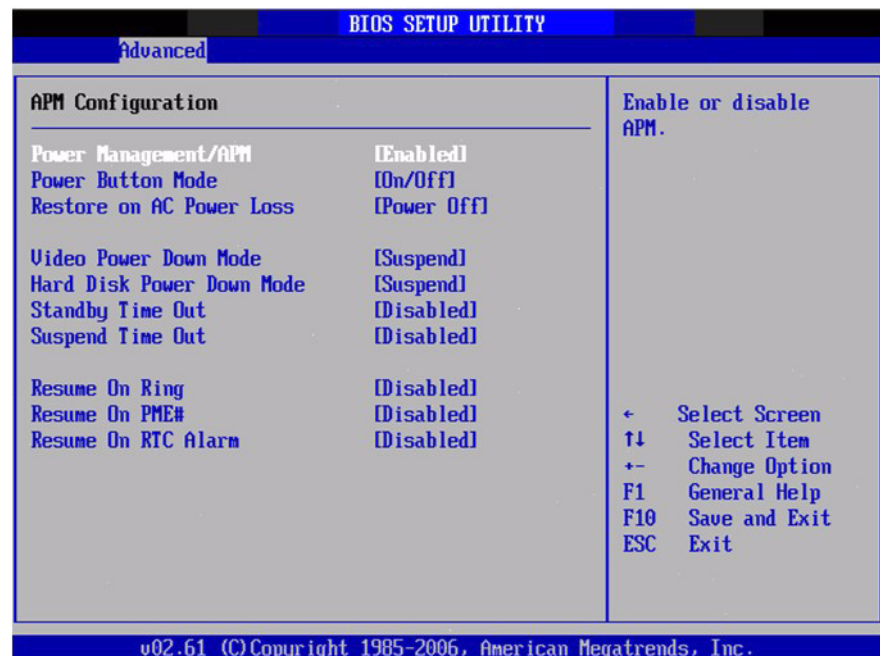 BIOS SETUP UTILITY
Advanced
APM Configuration
Power Management/APM [Enabled]
Power Button Mode [On/Off]
Restore on AC Power Loss [Power Off]
Video Power Down Mode [Suspend]
Hard Disk Power Down Mode [Suspend]
Standby Time Out [Disabled]
Suspend Time Out [Disabled]
Resume On Ring [Disabled]
Resume On PME# [Disabled]
Resume On RTC Alarm [Disabled]
Enable or disable
APM.
← Select Screen
↑↓ Select Item
+- Change Option
F1 General Help
F10 Save and Exit
ESC Exit
v02.61 (C)Copyright 1985-2006, American Megatrends, Inc.